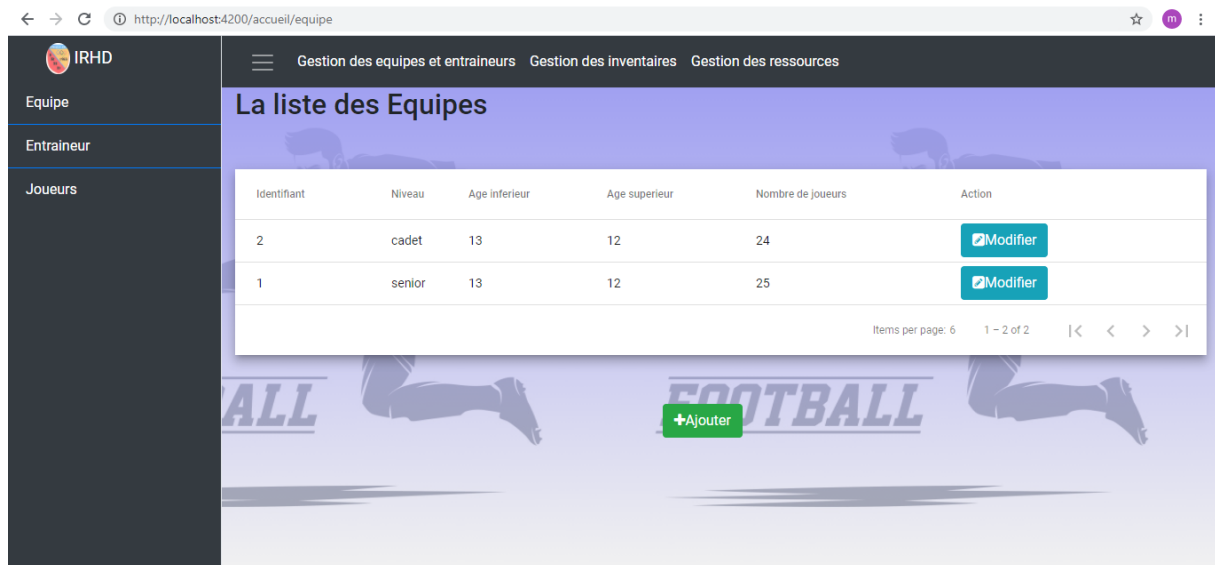 http://localhost:4200/accueil/equipe
m
IRHD
Gestion des equipes et entraineurs Gestion des inventaires Gestion des ressources
Equipe
Entraineur
Joueurs
La liste des Equipes
Identifiant Niveau Age inferieur Age superieur Nombre de joueurs Action
2 cadet 13 12 24 Modifier
1 senior 13 12 25 Modifier
Items per page: 6 1 – 2 of 2
ALL FOOTBALL
Ajouter